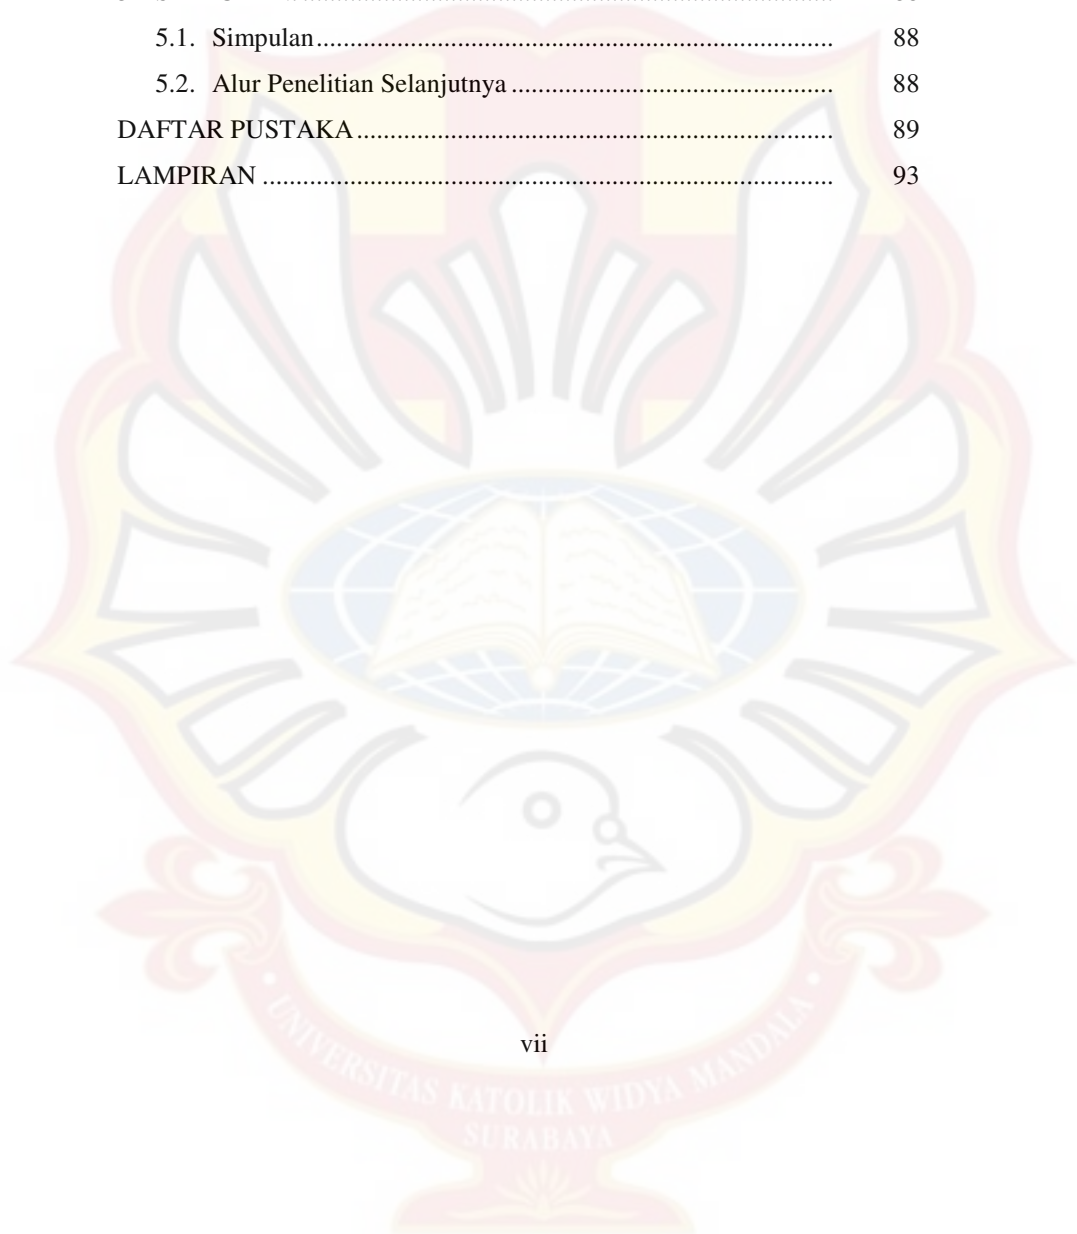 5.1. Simpulan............................................................................. 88
5.2. Alur Penelitian Selanjutnya................................................ 88
DAFTAR PUSTAKA....................................................................... 89
LAMPIRAN ..................................................................................... 93
vii
UNIVERSITAS KATOLIK WIDYA MANDALA
SURABAYA